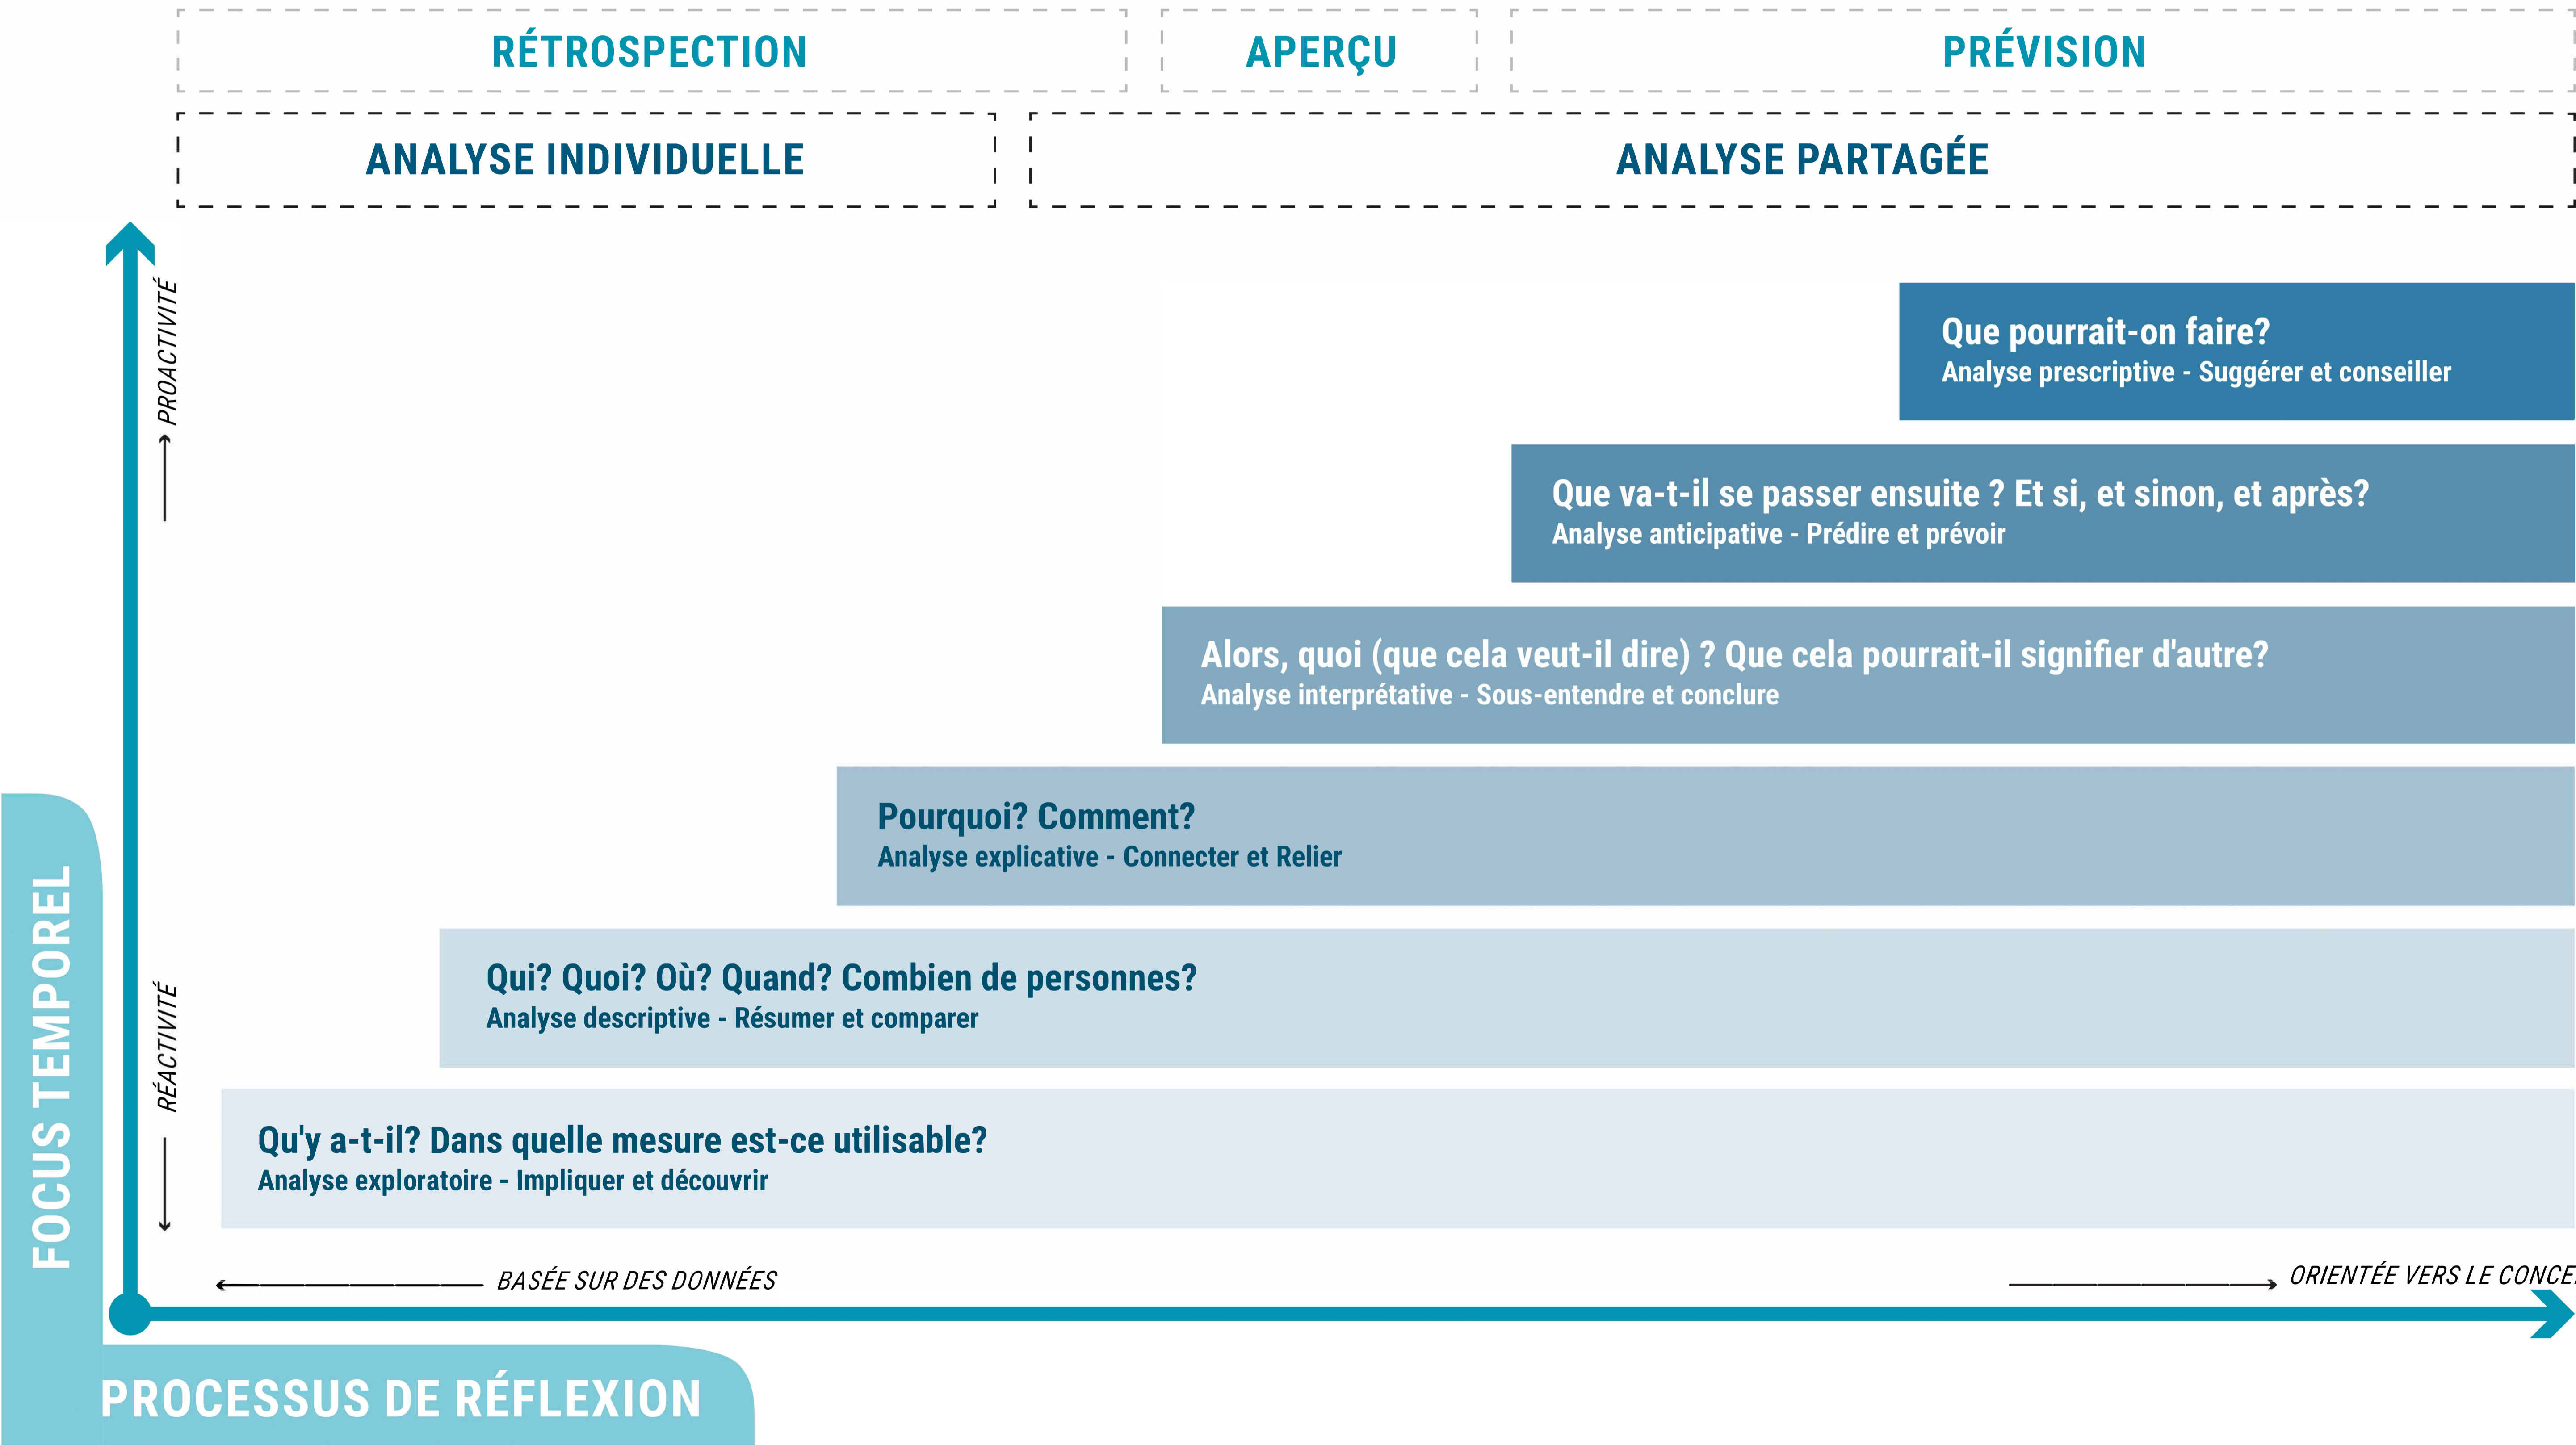 RÉTROSPECTION
APERÇU
PRÉVISION
ANALYSE INDIVIDUELLE
ANALYSE PARTAGÉE
PROACTIVITÉ
Que pourrait-on faire?
Analyse prescriptive - Suggérer et conseiller
Que va-t-il se passer ensuite ? Et si, et sinon, et après?
Analyse anticipative - Prédire et prévoir
Alors, quoi (que cela veut-il dire) ? Que cela pourrait-il signifier d'autre?
Analyse interprétative - Sous-entendre et conclure
Pourquoi? Comment?
Analyse explicative - Connecter et Relier
Qui? Quoi? Où? Quand? Combien de personnes?
Analyse descriptive - Résumer et comparer
RÉACTIVITÉ
Qu'y a-t-il? Dans quelle mesure est-ce utilisable?
Analyse exploratoire - Impliquer et découvrir
FOCUS TEMPOREL
BASÉE SUR DES DONNÉES
ORIENTÉE VERS LE
PROCESSUS DE RÉFLEXION